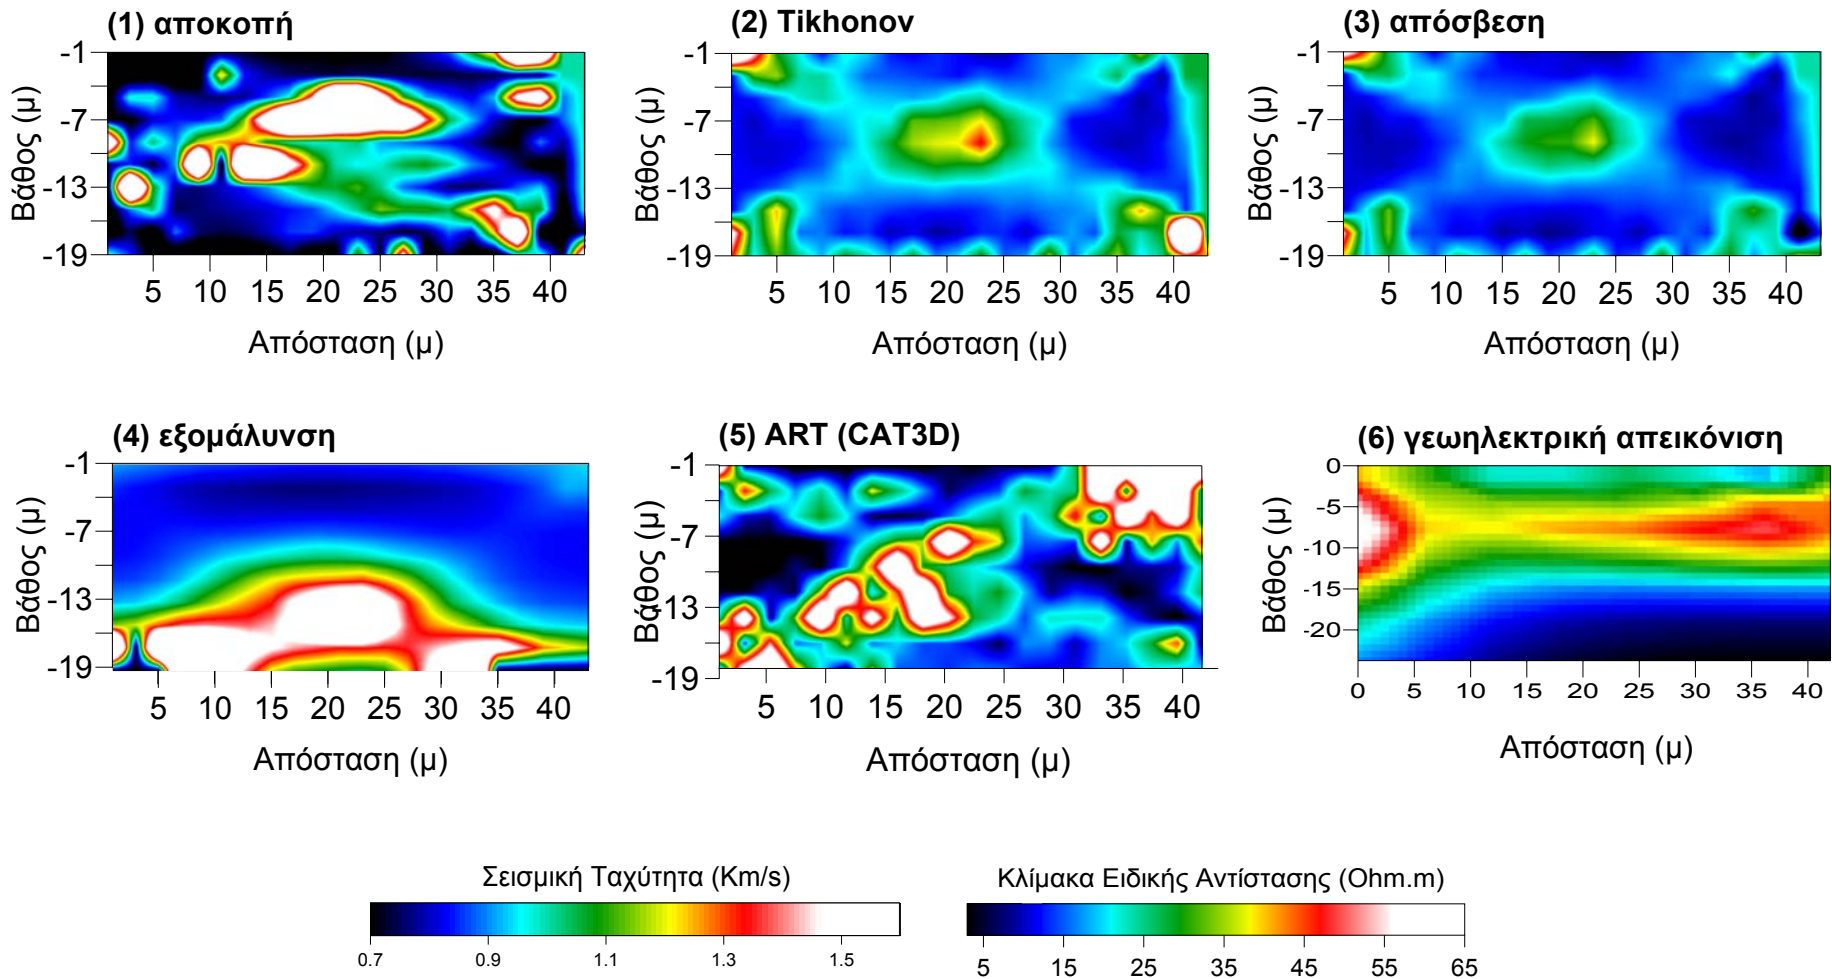 (1) αποκοπή
-1
-7
-13
-19
Βάθος (μ)
5 10 15 20 25 30 35 40
Απόσταση (μ)
(2) Tikhonov
-1
-7
-13
-19
Βάθος (μ)
5 10 15 20 25 30 35 40
Απόσταση (μ)
(3) απόσβεση
-1
-7
-13
-19
Βάθος (μ)
5 10 15 20 25 30 35 40
Απόσταση (μ)
(4) εξομάλυνση
-1
-7
-13
-19
Βάθος (μ)
5 10 15 20 25 30 35 40
Απόσταση (μ)
(5) ART (CAT3D)
-1
-7
-13
-19
Βάθος (μ)
5 10 15 20 25 30 35 40
Απόσταση (μ)
(6) γεωηλεκτρική απεικόνιση
0
-5
-10
-15
-20
Βάθος (μ)
0 5 10 15 20 25 30 35 40
Απόσταση (μ)
Σεισμική Ταχύτητα (Km/s)
0.7 0.9 1.1 1.3 1.5
Κλίμακα Ειδικής Αντίστασης (Ohm.m)
5 15 25 35 45 55 65